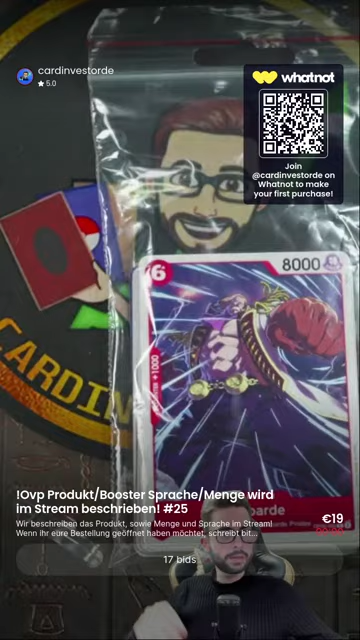 cardinvestorde
★ 5.0
whatnot
Join
@cardinvestorde on
Whatnot to make
your first purchase!
6
8000
+1000
CARDIN
!Ovp Produkt/Booster Sprache/Menge wird
im Stream beschrieben! #25
Wir beschreiben das Produkt, sowie Menge und Sprache im Stream!
Wenn ihr eure Bestellung geöffnet haben möchtet, schreibt bit...
€19
17 bids